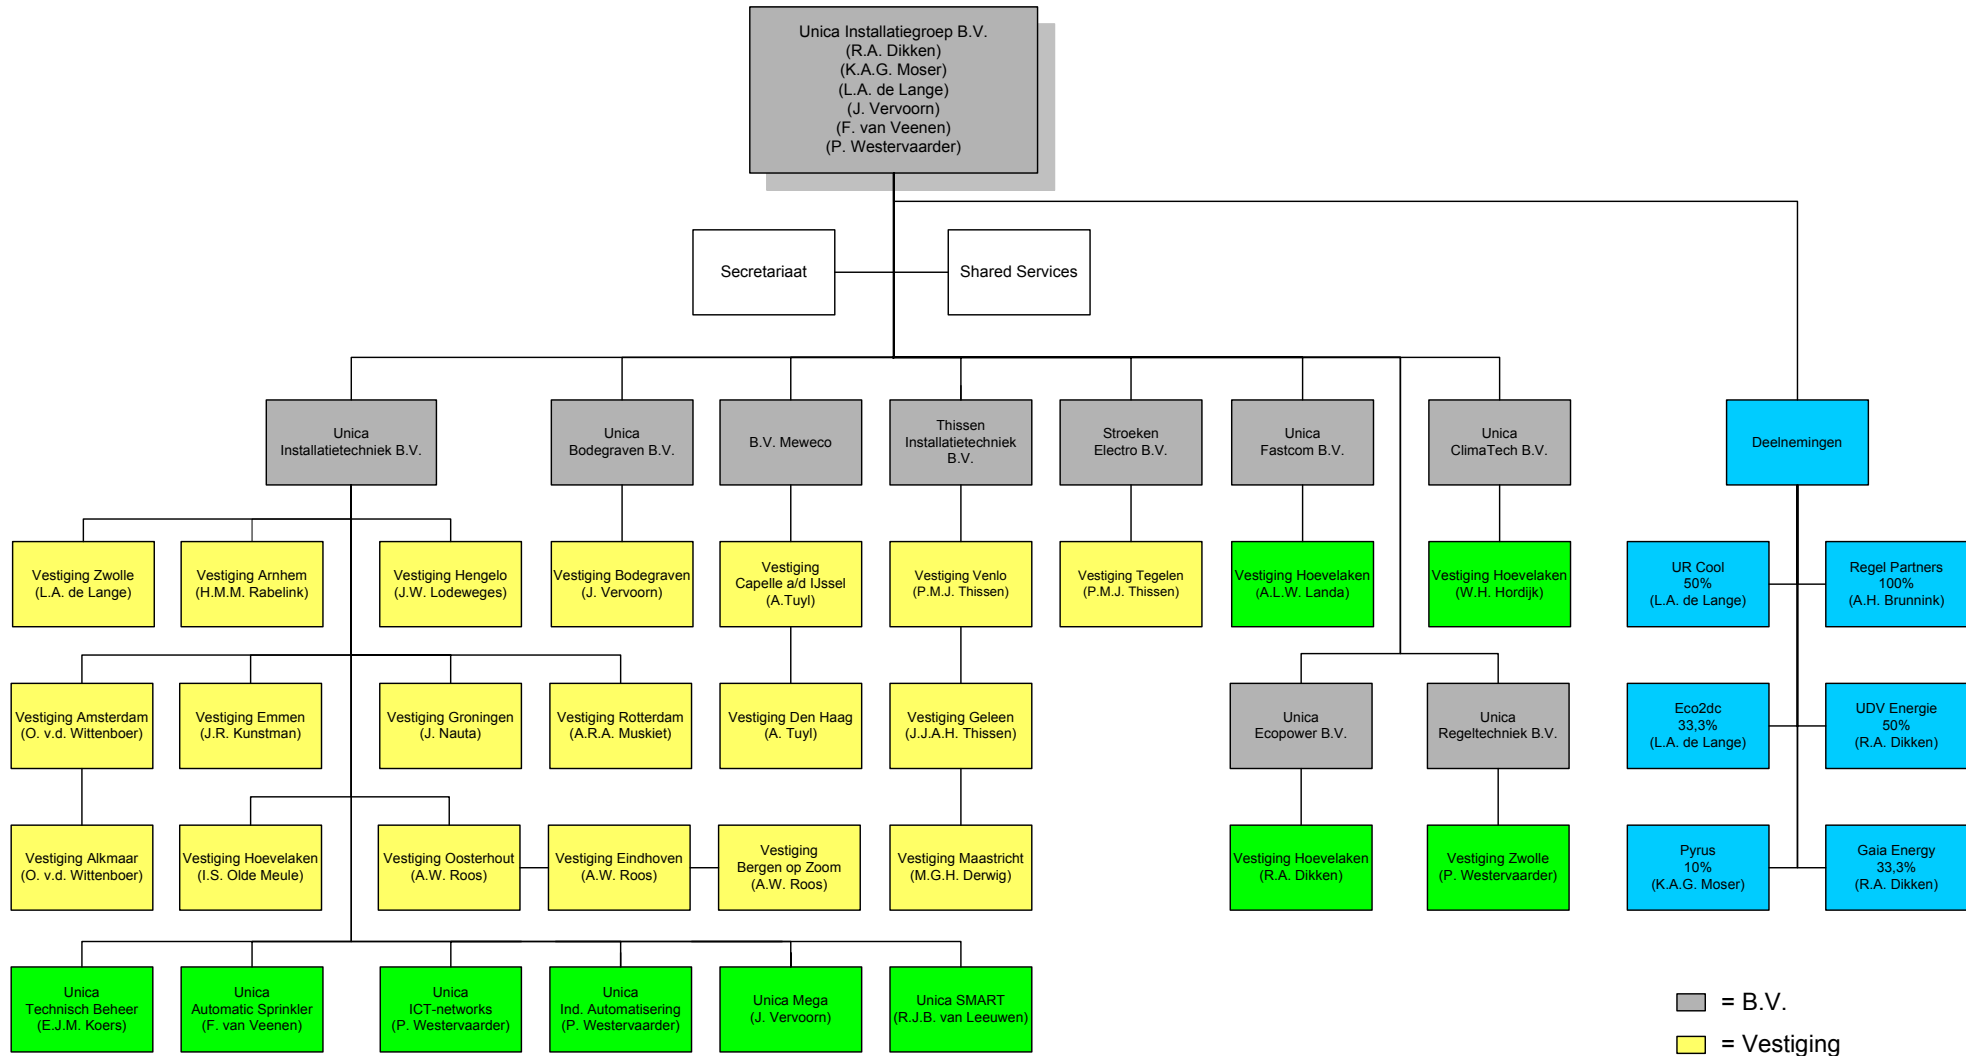 Unica Installatiegroep B.V.
(R.A. Dikken)
(K.A.G. Moser)
(L.A. de Lange)
(J. Vervoorn)
(F. van Veenen)
(P. Westervaarder)
Secretariaat
Shared Services
Unica
Installatietechniek B.V.
Unica
Bodegraven B.V.
B.V. Meweco
Thissen
Installatietechniek
B.V.
Stroeken
Electro B.V.
Unica
Fastcom B.V.
Unica
ClimaTech B.V.
Deelnemingen
Vestiging Zwolle
(L.A. de Lange)
Vestiging Arnhem
(H.M.M. Rabelink)
Vestiging Hengelo
(J.W. Lodeweges)
Vestiging Bodegraven
(J. Vervoorn)
Vestiging
Capelle a/d IJssel
(A.Tuyl)
Vestiging Venlo
(P.M.J. Thissen)
Vestiging Tegelen
(P.M.J. Thissen)
Vestiging Hoevelaken
(A.L.W. Landa)
Vestiging Hoevelaken
(W.H. Hordijk)
UR Cool
50%
(L.A. de Lange)
Regel Partners
100%
(A.H. Brunnink)
Vestiging Amsterdam
(O. v.d. Wittenboer)
Vestiging Emmen
(J.R. Kunstman)
Vestiging Groningen
(J. Nauta)
Vestiging Rotterdam
(A.R.A. Muskiet)
Vestiging Den Haag
(A. Tuyl)
Vestiging Geleen
(J.J.A.H. Thissen)
Unica
Ecopower B.V.
Unica
Regeltechniek B.V.
Eco2dc
33,3%
(L.A. de Lange)
UDV Energie
50%
(R.A. Dikken)
Vestiging Alkmaar
(O. v.d. Wittenboer)
Vestiging Hoevelaken
(I.S. Olde Meule)
Vestiging Oosterhout
(A.W. Roos)
Vestiging Eindhoven
(A.W. Roos)
Vestiging
Bergen op Zoom
(A.W. Roos)
Vestiging Maastricht
(M.G.H. Derwig)
Vestiging Hoevelaken
(R.A. Dikken)
Vestiging Zwolle
(P. Westervaarder)
Pyrus
10%
(K.A.G. Moser)
Gaia Energy
33,3%
(R.A. Dikken)
Unica
Technisch Beheer
(E.J.M. Koers)
Unica
Automatic Sprinkler
(F. van Veenen)
Unica
ICT-networks
(P. Westervaarder)
Unica
Ind. Automatisering
(P. Westervaarder)
Unica Mega
(J. Vervoorn)
Unica SMART
(R.J.B. van Leeuwen)
= B.V.
= Vestiging